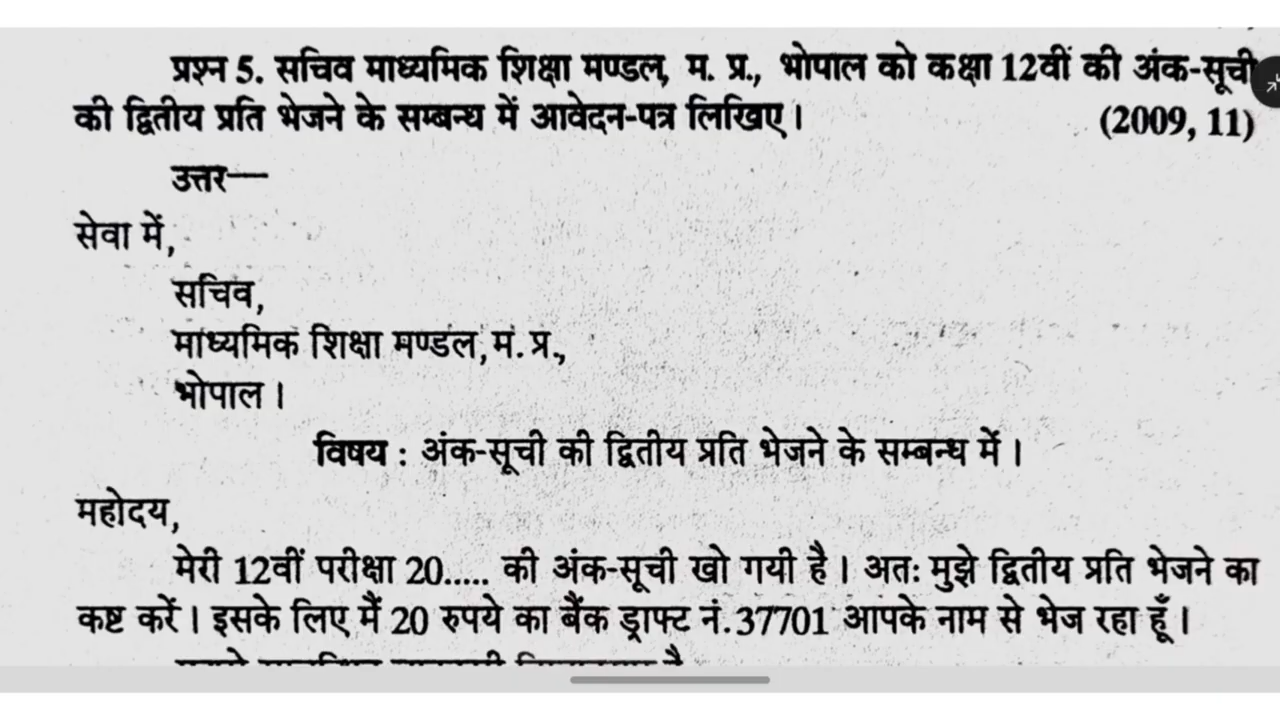 प्रश्न 5. सचिव माध्यमिक शिक्षा मण्डल, म. प्र., भोपाल को कक्षा 12वीं की अंक-सूची
की द्वितीय प्रति भेजने के सम्बन्ध में आवेदन-पत्र लिखिए। (2009, 11)
उत्तर—
सेवा में,
सचिव,
माध्यमिक शिक्षा मण्डल, म. प्र.,
भोपाल।
विषय : अंक-सूची की द्वितीय प्रति भेजने के सम्बन्ध में।
महोदय,
मेरी 12वीं परीक्षा 20..... की अंक-सूची खो गयी है। अतः मुझे द्वितीय प्रति भेजने का
कष्ट करें। इसके लिए मैं 20 रुपये का बैंक ड्राफ्ट नं. 37701 आपके नाम से भेज रहा हूँ।